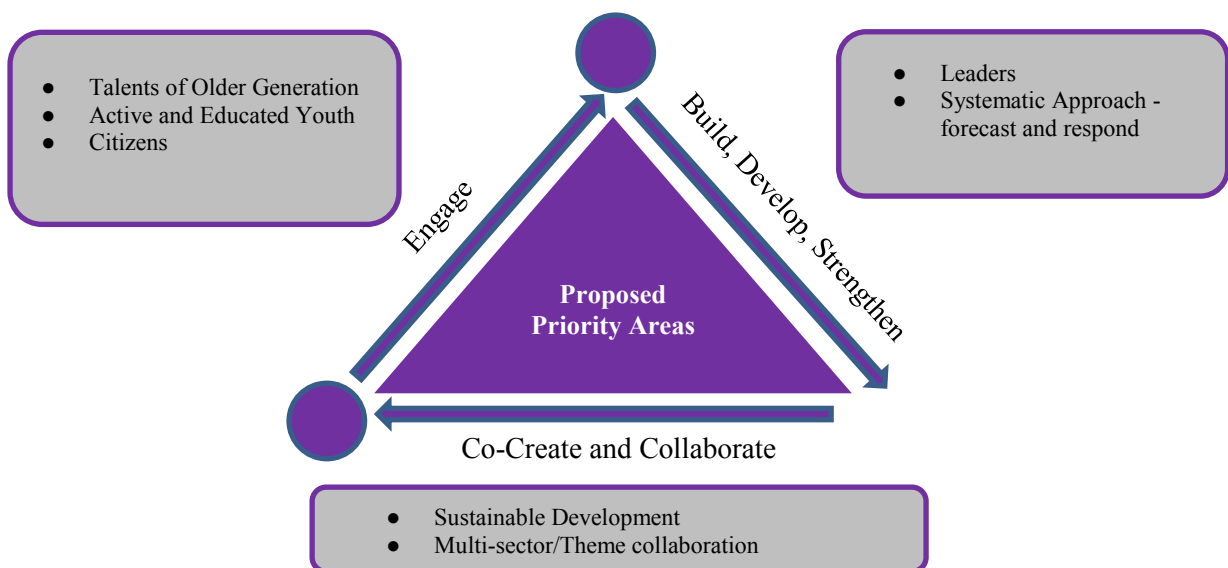 ● Talents of Older Generation
● Active and Educated Youth
● Citizens
● Leaders
● Systematic Approach -
forecast and respond
Engage
Build, Develop, Strengthen
Proposed
Priority Areas
Co-Create and Collaborate
● Sustainable Development
● Multi-sector/Theme collaboration